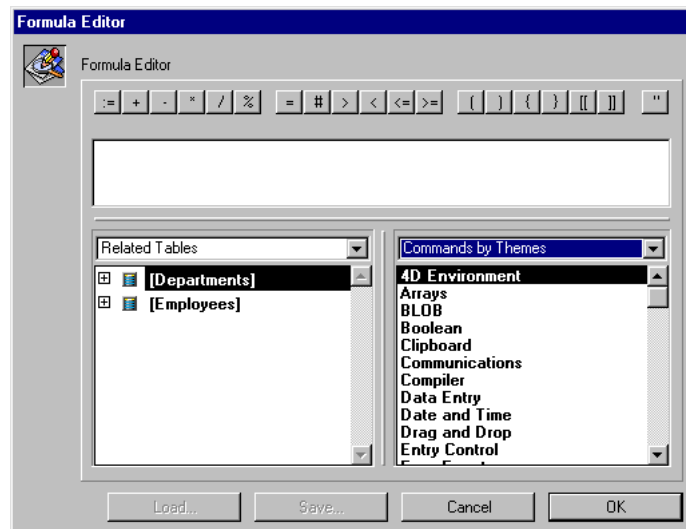 Formula Editor
Formula Editor
:= + - * / % = # > < <= >= ( ) { } [[ ]] "
Related Tables
[Departments]
[Employees]
Commands by Themes
4D Environment
Arrays
BLOB
Boolean
Clipboard
Communications
Compiler
Data Entry
Date and Time
Drag and Drop
Entry Control
Load... Save... Cancel OK